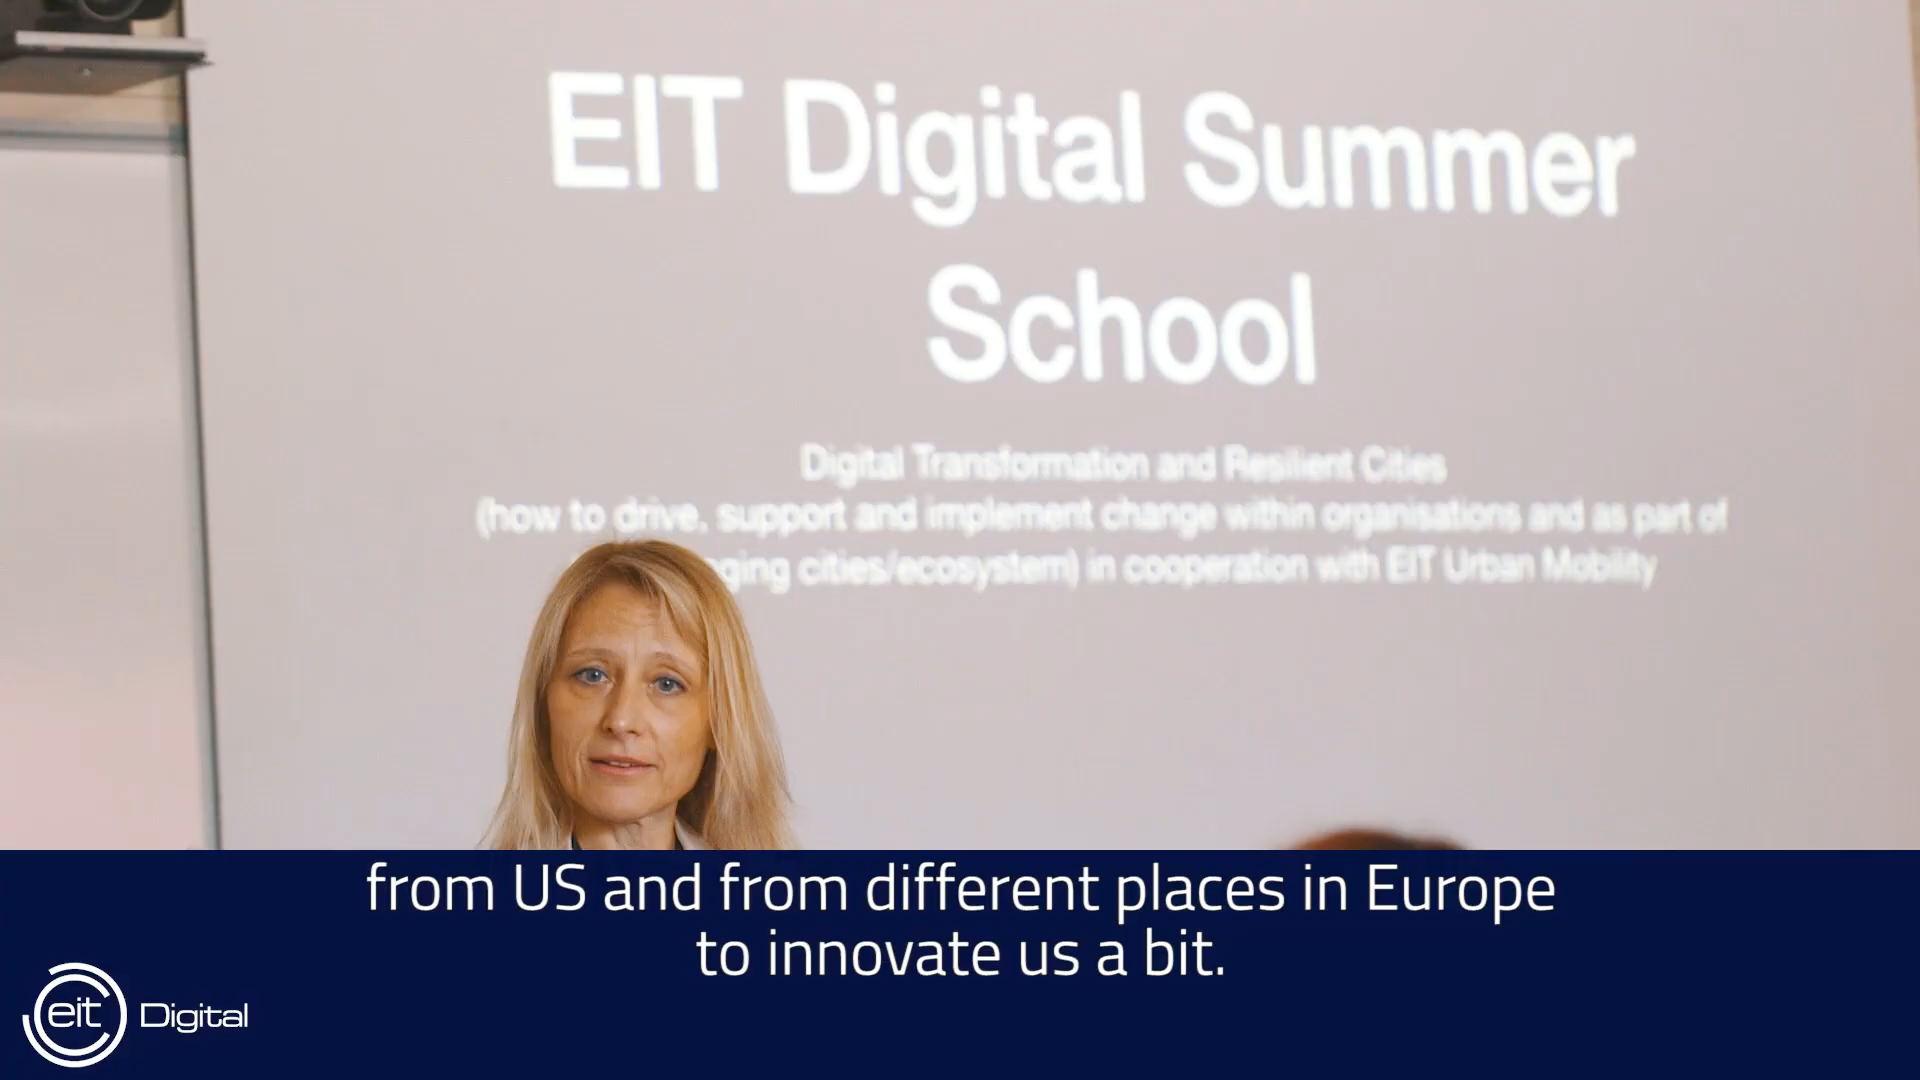 EIT Digital Summer
School
Digital Transformation and Resilient Cities
(how to drive, support and implement change within organisations and as part of
ging cities/ecosystem) in cooperation with EIT Urban Mobility
from US and from different places in Europe
to innovate us a bit.
eit Digital